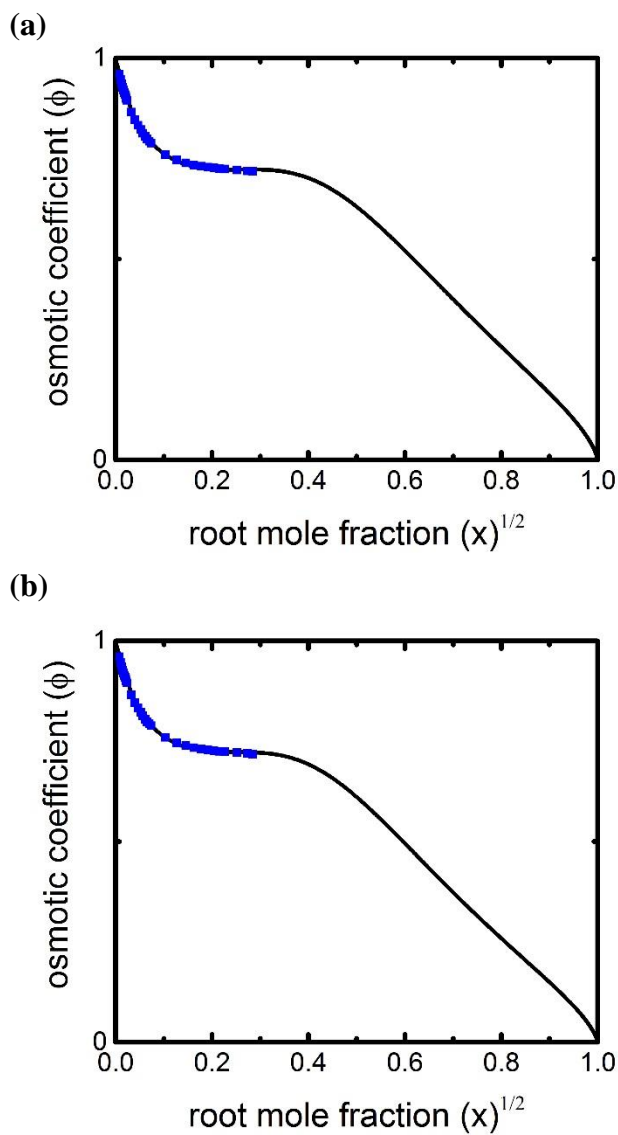 (a)
1
osmotic coefficient (ϕ)
0
0.0 0.2 0.4 0.6 0.8 1.0
root mole fraction (x)^{1/2}
(b)
1
osmotic coefficient (ϕ)
0
0.0 0.2 0.4 0.6 0.8 1.0
root mole fraction (x)^{1/2}